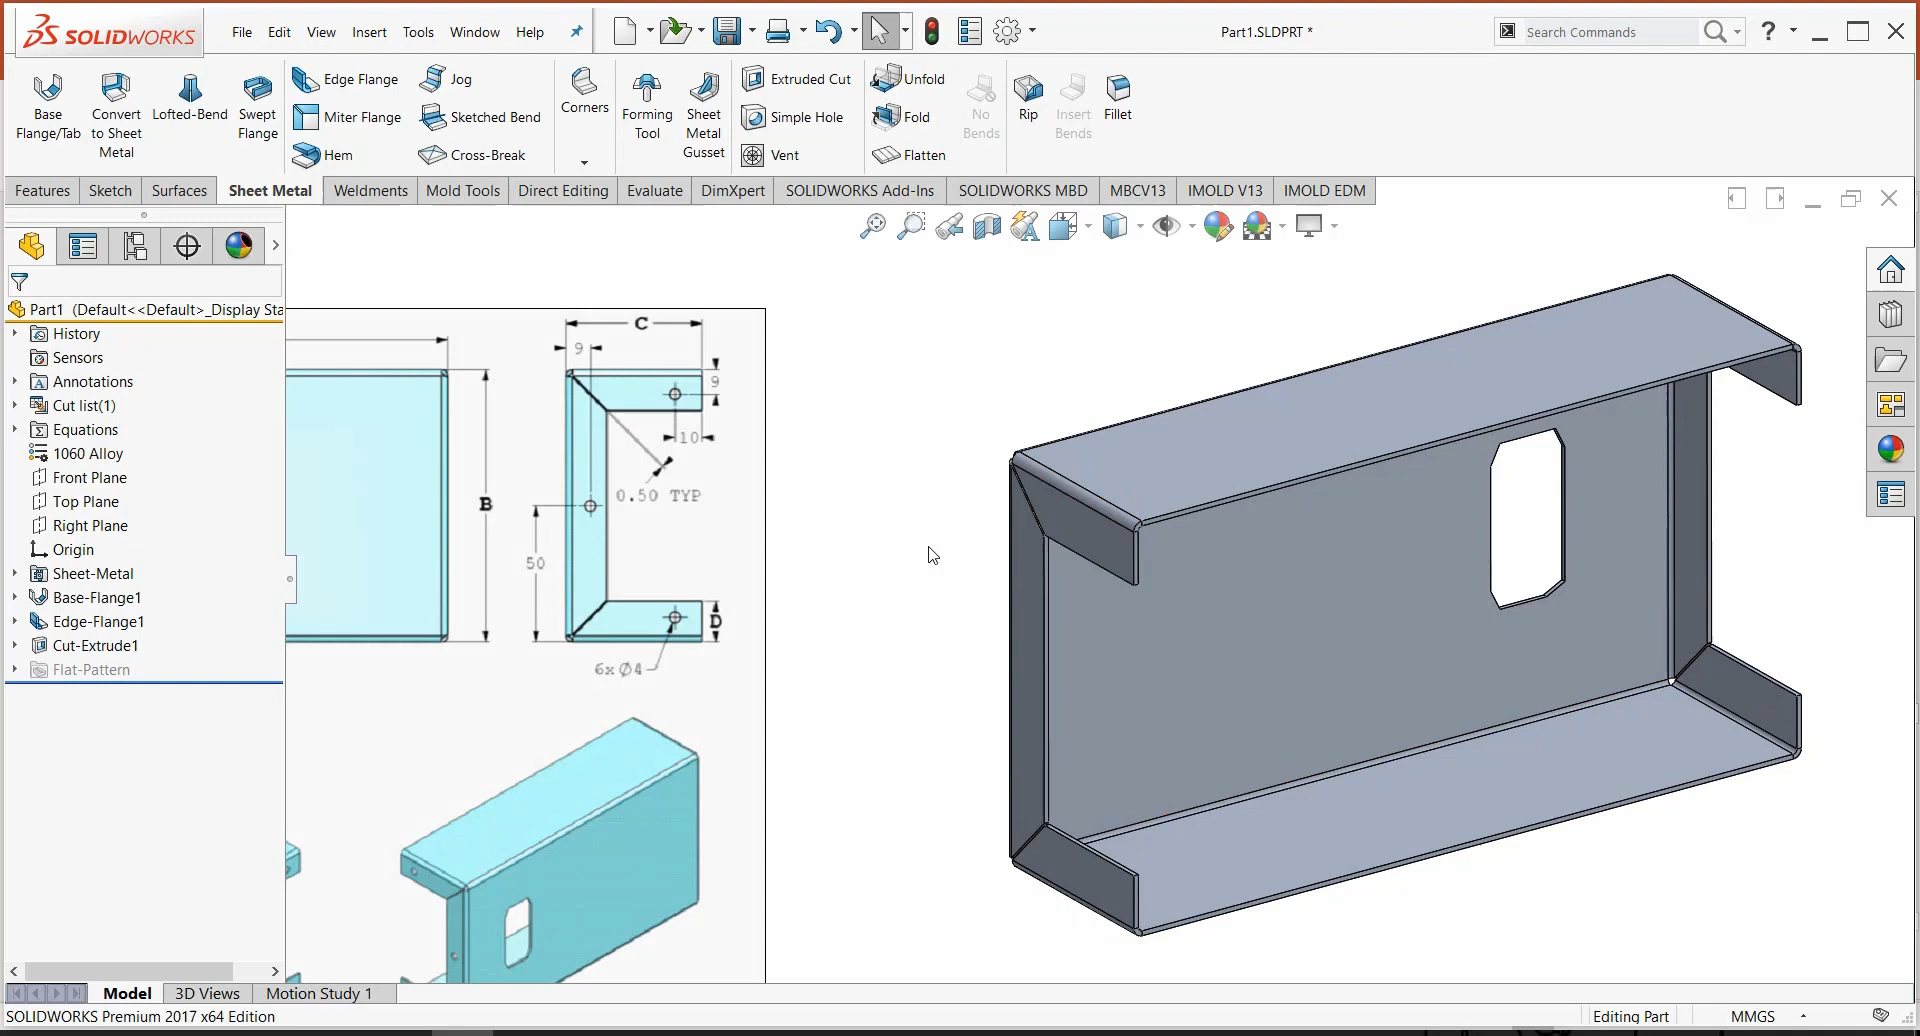 SOLIDWORKS
File Edit View Insert Tools Window Help
Part1.SLDPRT *
Search Commands
?
Base Flange/Tab
Convert to Sheet Metal
Lofted-Bend
Swept Flange
Edge Flange
Miter Flange
Hem
Jog
Sketched Bend
Cross-Break
Corners
Forming Tool
Sheet Metal Gusset
Extruded Cut
Simple Hole
Vent
Unfold
Fold
Flatten
No Bends
Rip
Insert Bends
Fillet
Features Sketch Surfaces Sheet Metal Weldments Mold Tools Direct Editing Evaluate DimXpert SOLIDWORKS Add-Ins SOLIDWORKS MBD MBCV13 IMOLD V13 IMOLD EDM
Part1 (Default<<Default>_Display Sta
History
Sensors
Annotations
Cut list(1)
Equations
1060 Alloy
Front Plane
Top Plane
Right Plane
Origin
Sheet-Metal
Base-Flange1
Edge-Flange1
Cut-Extrude1
Flat-Pattern
C
9
9
10
B
0.50 TYP
50
D
6x Ø4
Model 3D Views Motion Study 1
SOLIDWORKS Premium 2017 x64 Edition
Editing Part
MMGS